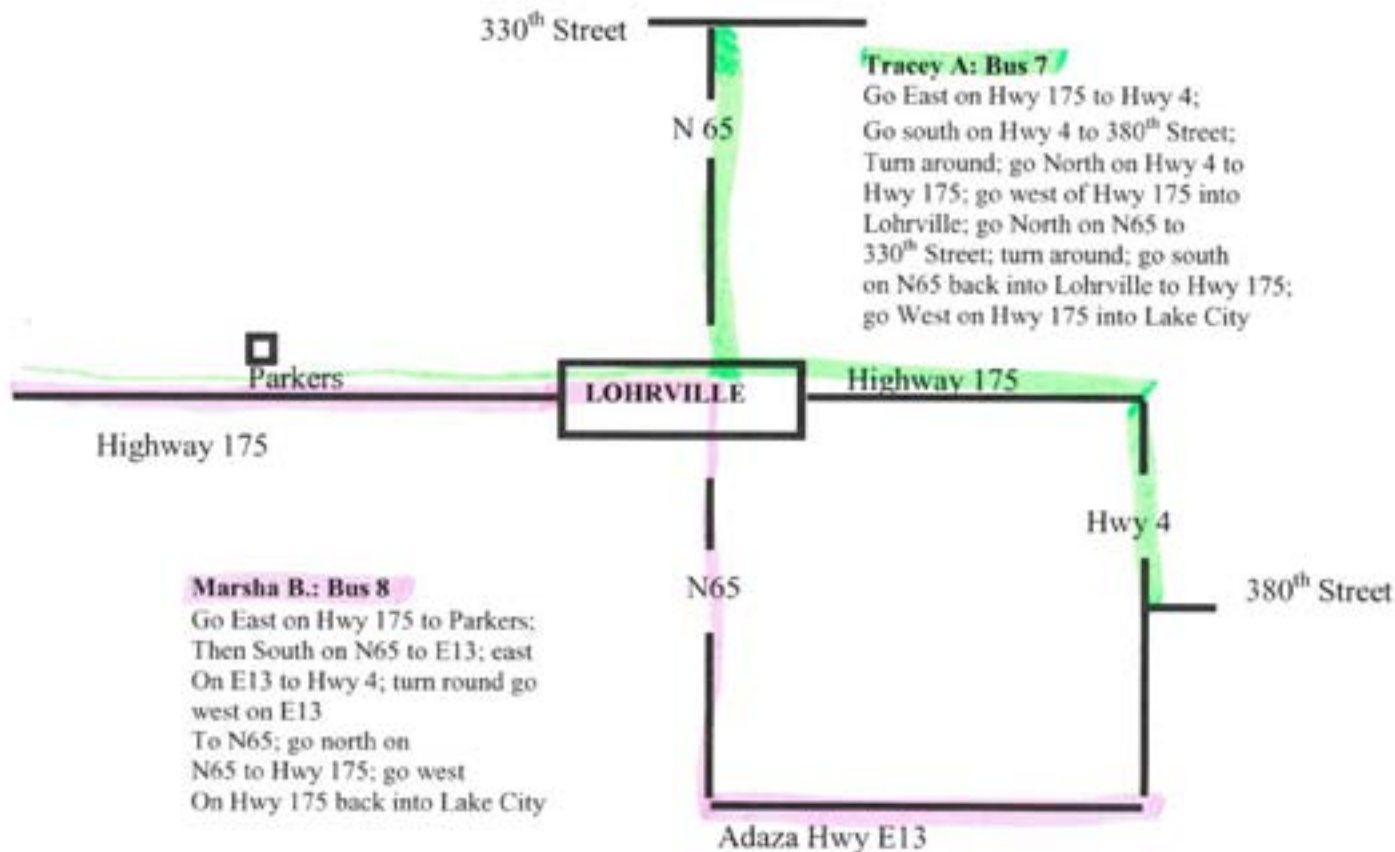 330th Street
Tracey A: Bus 7
Go East on Hwy 175 to Hwy 4;
Go south on Hwy 4 to 380th Street;
Turn around; go North on Hwy 4 to
Hwy 175; go west of Hwy 175 into
Lohrville; go North on N65 to
330th Street; turn around; go south
on N65 back into Lohrville to Hwy 175;
go West on Hwy 175 into Lake City
N 65
Parkers
LOHRVILLE
Highway 175
Highway 175
Hwy 4
N65
380th Street
Marsha B.: Bus 8
Go East on Hwy 175 to Parkers;
Then South on N65 to E13; east
On E13 to Hwy 4; turn round go
west on E13
To N65; go north on
N65 to Hwy 175; go west
On Hwy 175 back into Lake City
Adaza Hwy E13